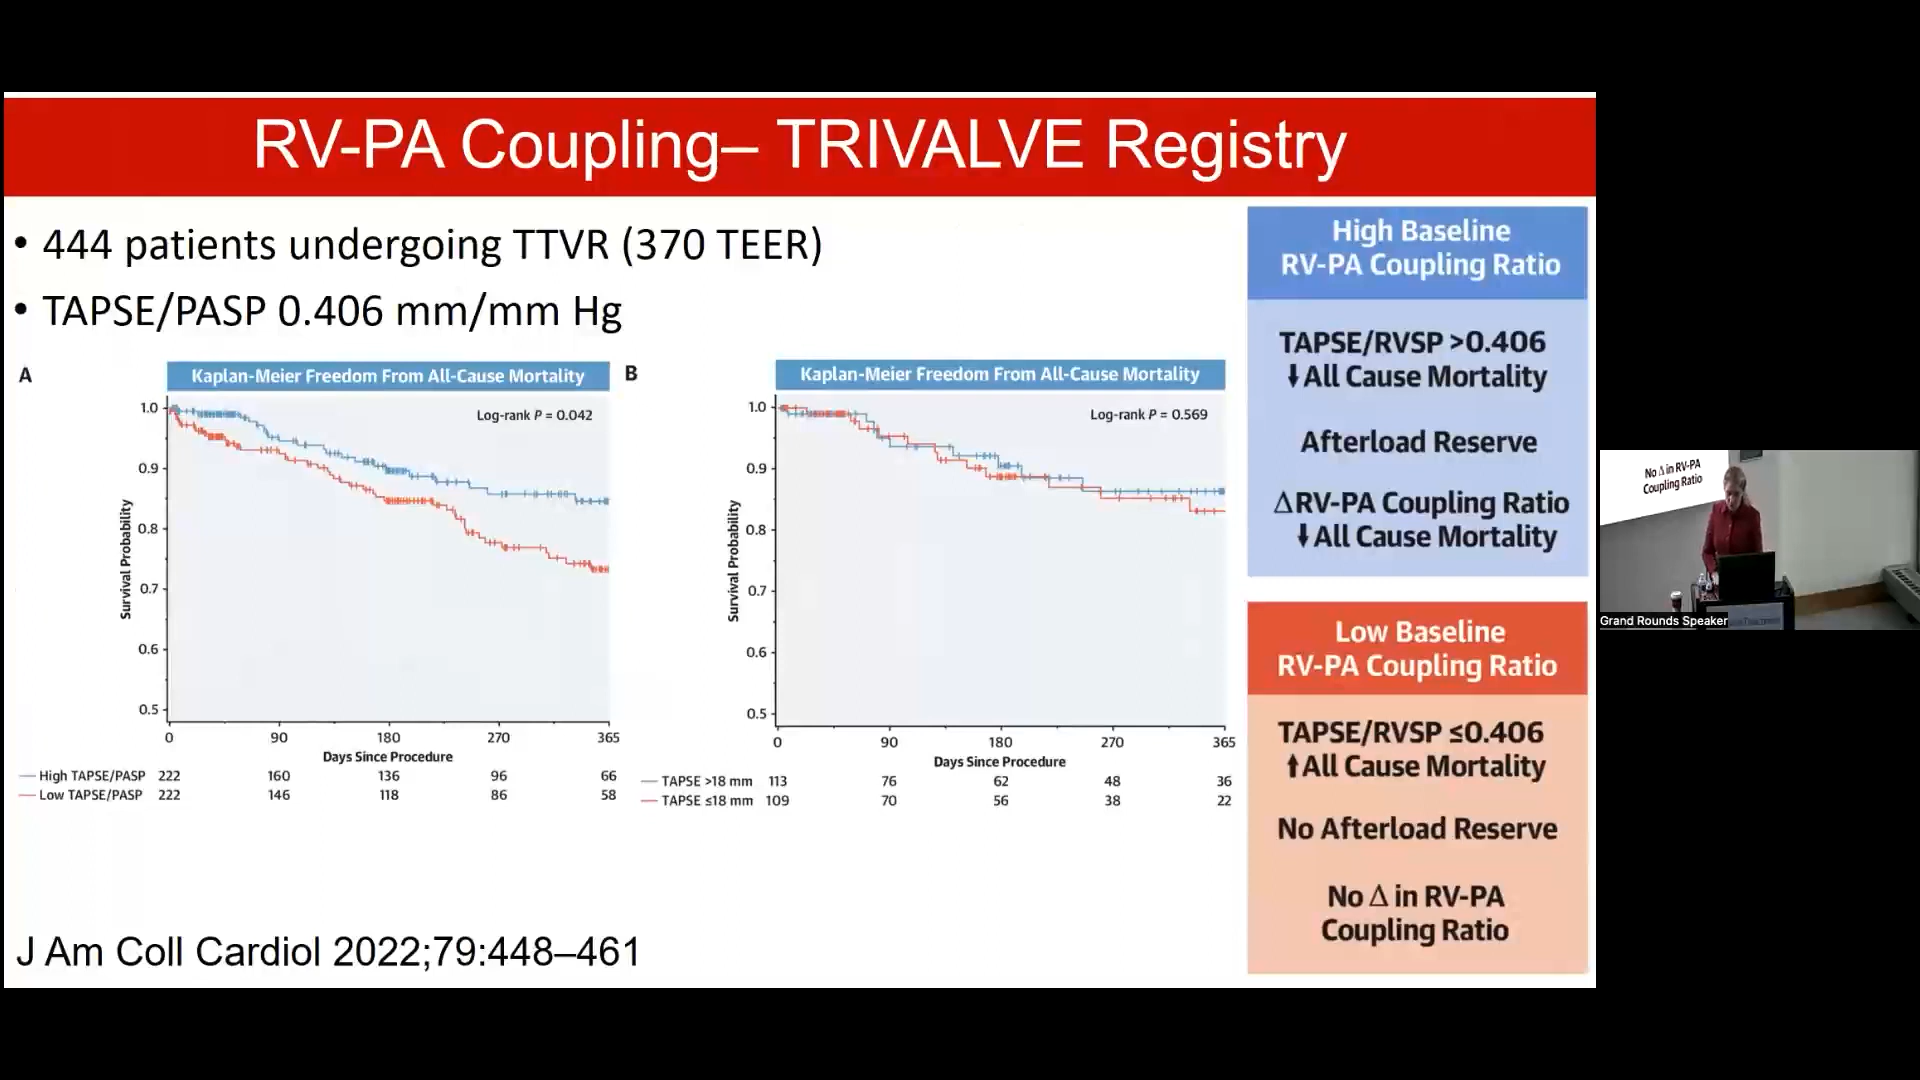 RV-PA Coupling– TRIVALVE Registry
• 444 patients undergoing TTVR (370 TEER)
• TAPSE/PASP 0.406 mm/mm Hg
A
Kaplan-Meier Freedom From All-Cause Mortality
Log-rank P = 0.042
1.0
0.9
0.8
0.7
0.6
0.5
Survival Probability
0 90 180 270 365
Days Since Procedure
High TAPSE/PASP 222 160 136 96 66
Low TAPSE/PASP 222 146 118 86 58
B
Kaplan-Meier Freedom From All-Cause Mortality
Log-rank P = 0.569
1.0
0.9
0.8
0.7
0.6
0.5
Survival Probability
0 90 180 270 365
Days Since Procedure
TAPSE >18 mm 113 76 62 48 36
TAPSE ≤18 mm 109 70 56 38 22
High Baseline
RV-PA Coupling Ratio
TAPSE/RVSP >0.406
↓All Cause Mortality
Afterload Reserve
ΔRV-PA Coupling Ratio
↓All Cause Mortality
Low Baseline
RV-PA Coupling Ratio
TAPSE/RVSP ≤0.406
↑All Cause Mortality
No Afterload Reserve
No Δ in RV-PA
Coupling Ratio
J Am Coll Cardiol 2022;79:448–461
No Δ in RV-PA
Coupling Ratio
Grand Rounds Speaker